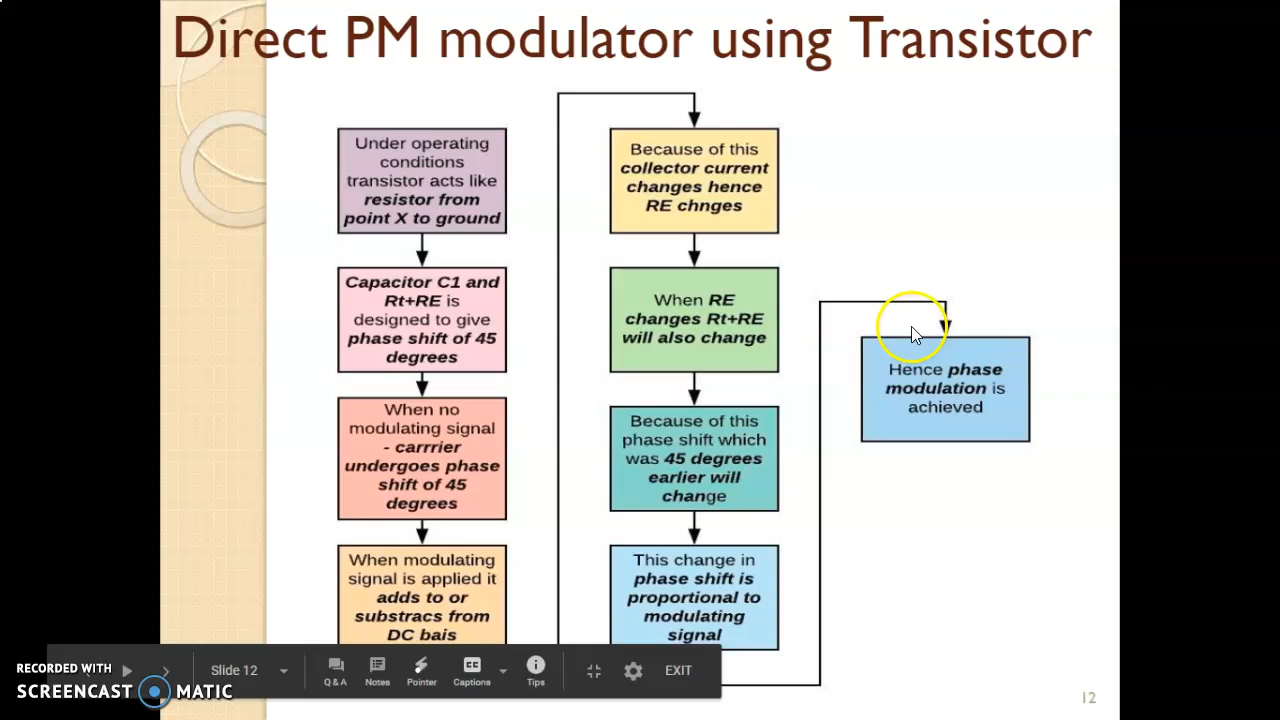 Direct PM modulator using Transistor
Under operating
conditions
transistor acts like
resistor from
point X to ground
Capacitor C1 and
Rt+RE is
designed to give
phase shift of 45
degrees
When no
modulating signal
- carrrier
undergoes phase
shift of 45
degrees
When modulating
signal is applied it
adds to or
substracs from
DC bais
Because of this
collector current
changes hence
RE chnges
When RE
changes Rt+RE
will also change
Because of this
phase shift which
was 45 degrees
earlier will
change
This change in
phase shift is
proportional to
modulating
signal
Hence phase
modulation is
achieved
Slide 12
Q & A
Notes
Pointer
CC
Captions
Tips
EXIT
RECORDED WITH
SCREENCAST MATIC
12